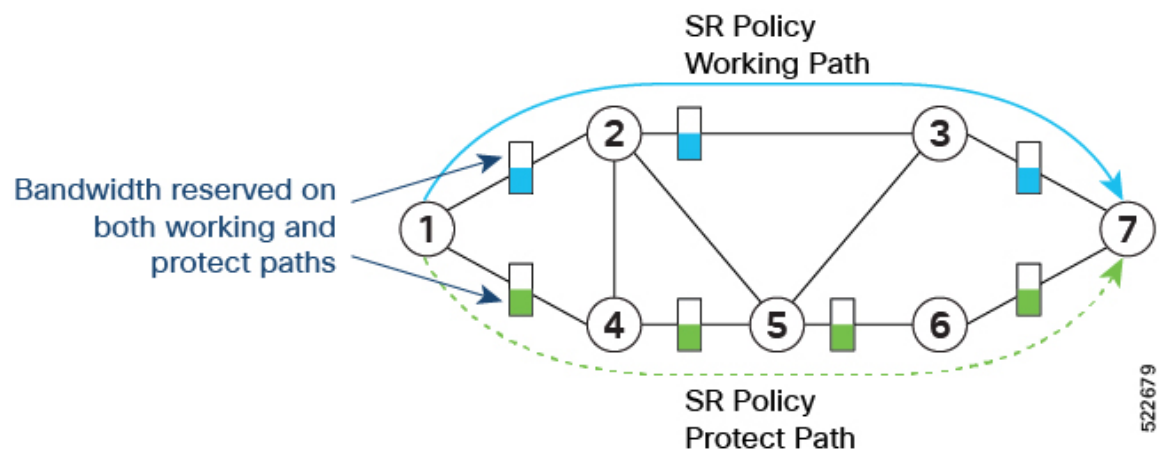 SR Policy
Working Path
2
3
Bandwidth reserved on
both working and
protect paths
1
7
4
5
6
SR Policy
Protect Path
522679